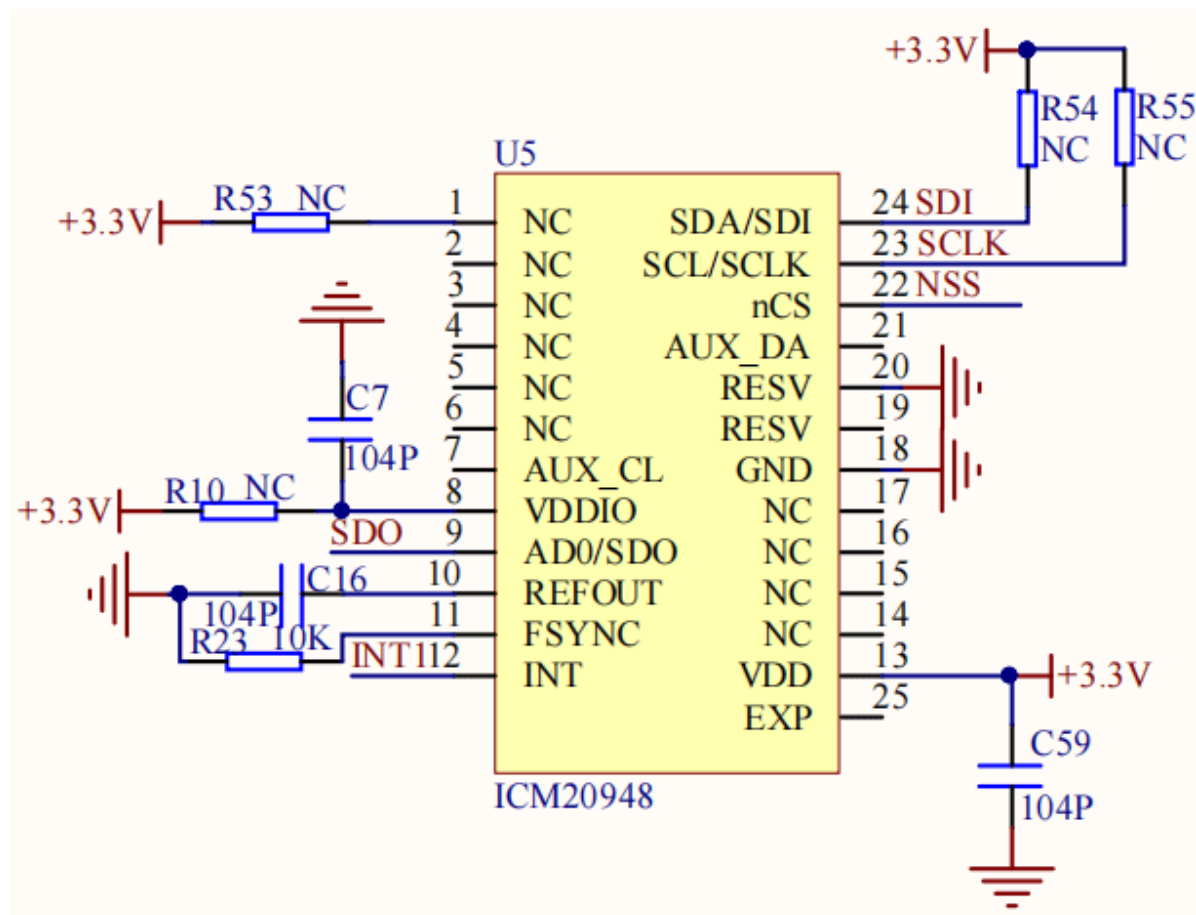 +3.3V
R54
NC
R55
NC
U5
R53 NC
+3.3V
1 NC
2 NC
3 NC
4 NC
5 NC
6 NC
7 AUX_CL
8 VDDIO
9 AD0/SDO
10 REFOUT
11 FSYNC
12 INT
SDA/SDI 24 SDI
SCL/SCLK 23 SCLK
nCS 22 NSS
AUX_DA 21
RESV 20
RESV 19
GND 18
NC 17
NC 16
NC 15
NC 14
VDD 13
EXP 25
C7
104P
R10 NC
+3.3V
SDO
C16
104P
R23 10K
INT1
+3.3V
C59
104P
ICM20948